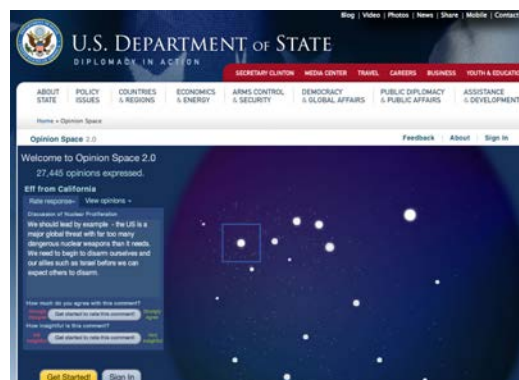 Blog | Video | Photos | News | Share | Mobile | Contact
U.S. DEPARTMENT OF STATE
DIPLOMACY IN ACTION
SECRETARY CLINTON MEDIA CENTER TRAVEL CAREERS BUSINESS YOUTH & EDUCATIO
ABOUT STATE
POLICY ISSUES
COUNTRIES & REGIONS
ECONOMICS & ENERGY
ARMS CONTROL & SECURITY
DEMOCRACY & GLOBAL AFFAIRS
PUBLIC DIPLOMACY & PUBLIC AFFAIRS
ASSISTANCE & DEVELOPMENT
Home » Opinion Space
Opinion Space 2.0
Feedback About Sign In
Welcome to Opinion Space 2.0
27,445 opinions expressed.
Eff from California
Rate response View opinions
Discussion of Nuclear Proliferation
We should lead by example - the US is a
major global threat with far too many
dangerous nuclear weapons than it needs.
We need to begin to disarm ourselves and
our allies such as Israel before we can
expect others to disarm.
How much do you agree with this comment?
Strongly disagree Get started to rate this comment! Strongly agree
How insightful is this comment?
Get started to rate this comment!
Get Started! Sign In